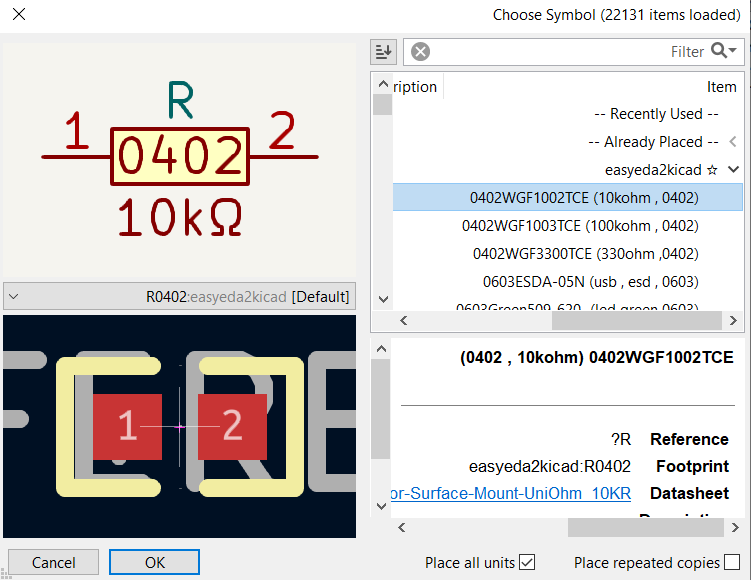 Choose Symbol (22131 items loaded)
Filter
ription
Item
-- Recently Used --
-- Already Placed --
easyeda2kicad ☆
0402WGF1002TCE (10kohm , 0402)
0402WGF1003TCE (100kohm , 0402)
0402WGF3300TCE (330ohm ,0402)
0603ESDA-05N (usb , esd , 0603)
0603Green509-620 (led green 0603)
R
1
0402
2
10kΩ
R0402:easyeda2kicad [Default]
1
2
(0402 , 10kohm) 0402WGF1002TCE
?R Reference
easyeda2kicad:R0402 Footprint
or-Surface-Mount-UniOhm_10KR Datasheet
Cancel
OK
Place all units
Place repeated copies